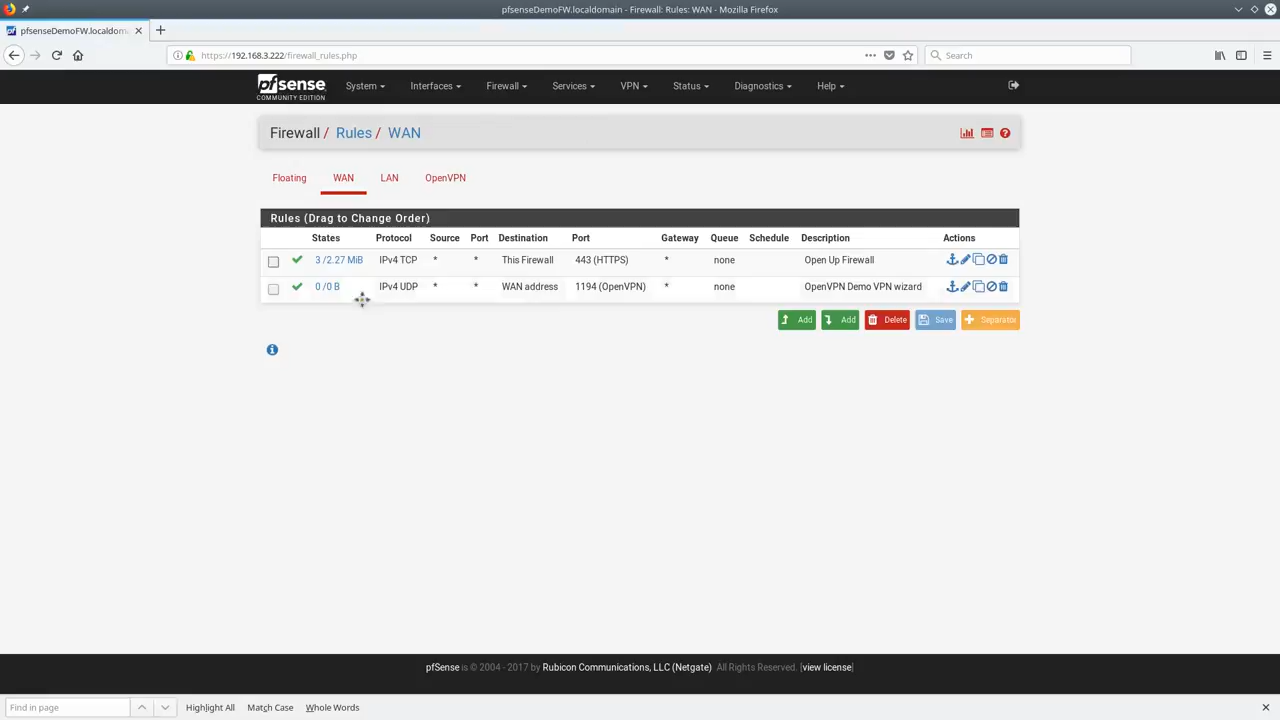 pfsenseDemoFW.localdomain - Firewall: Rules: WAN - Mozilla Firefox
pfsenseDemoFW.localdom
https://192.168.3.222/firewall_rules.php
Search
pfsense
COMMUNITY EDITION
System
Interfaces
Firewall
Services
VPN
Status
Diagnostics
Help
Firewall / Rules / WAN
Floating
WAN
LAN
OpenVPN
Rules (Drag to Change Order)
States Protocol Source Port Destination Port Gateway Queue Schedule Description Actions
3 /2.27 MiB IPv4 TCP * * This Firewall 443 (HTTPS) * none Open Up Firewall
0 /0 B IPv4 UDP * * WAN address 1194 (OpenVPN) * none OpenVPN Demo VPN wizard
Add
Add
Delete
Save
Separator
pfSense is © 2004 - 2017 by Rubicon Communications, LLC (Netgate) All Rights Reserved. [view license]
Find in page
Highlight All
Match Case
Whole Words